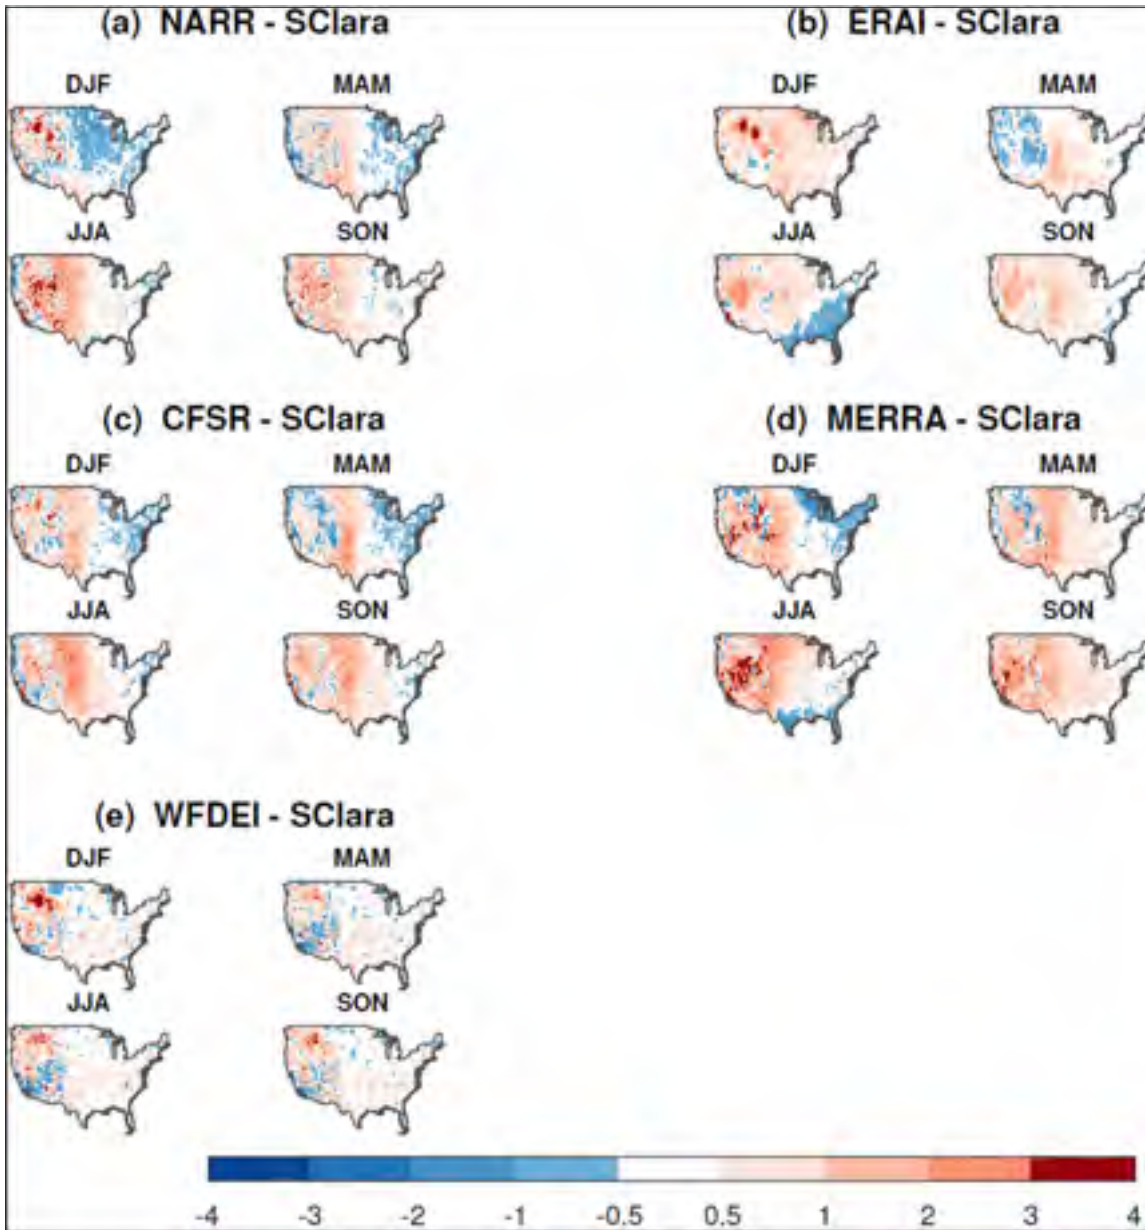 (a) NARR - SClara
DJF MAM
JJA SON
(b) ERAI - SClara
DJF MAM
JJA SON
(c) CFSR - SClara
DJF MAM
JJA SON
(d) MERRA - SClara
DJF MAM
JJA SON
(e) WFDEI - SClara
DJF MAM
JJA SON
-4 -3 -2 -1 -0.5 0.5 1 2 3 4